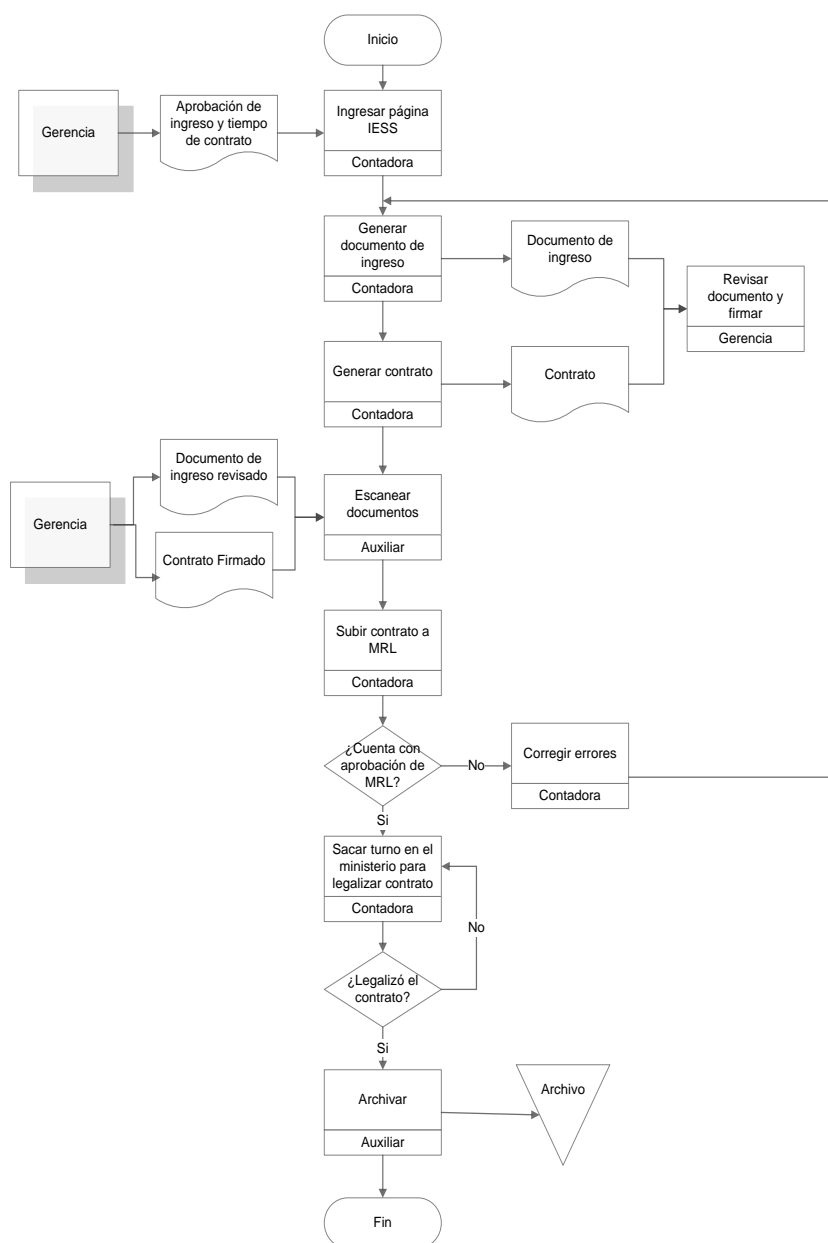 Inicio
Gerencia
Aprobación de
ingreso y tiempo
de contrato
Ingresar página
IESS
Contadora
Generar
documento de
ingreso
Contadora
Documento de
ingreso
Revisar
documento y
firmar
Gerencia
Generar contrato
Contadora
Contrato
Gerencia
Documento de
ingreso revisado
Contrato Firmado
Escanear
documentos
Auxiliar
Subir contrato a
MRL
Contadora
¿Cuenta con
aprobación de
MRL?
No
Corregir errores
Contadora
Si
Sacar turno en el
ministerio para
legalizar contrato
Contadora
No
¿Legalizó el
contrato?
Si
Archivar
Auxiliar
Archivo
Fin